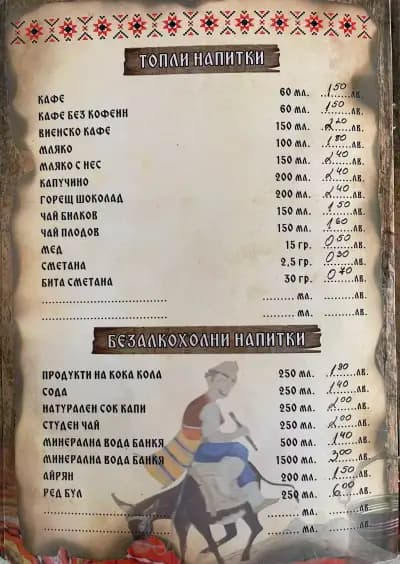 ТОПЛИ НАПИТКИ
КАФЕ 60 МЛ. 1,50 ЛВ.
КАФЕ БЕЗ КОФЕИН 60 МЛ. 1,50 ЛВ.
ВИЕНСКО КАФЕ 150 МЛ. 2,20 ЛВ.
МЛЯКО 100 МЛ. 1,80 ЛВ.
МЛЯКО С НЕС 150 МЛ. 2,40 ЛВ.
КАПУЧИНО 200 МЛ. 2,40 ЛВ.
ГОРЕЩ ШОКОЛАД 200 МЛ. 2,40 ЛВ.
ЧАЙ БИЛКОВ 150 МЛ. 1,50 ЛВ.
ЧАЙ ПЛОДОВ 150 МЛ. 1,60 ЛВ.
МЕД 15 ГР. 0,50 ЛВ.
СМЕТАНА 2,5 ГР. 0,30 ЛВ.
БИТА СМЕТАНА 30 ГР. 0,70 ЛВ.
МЛ. ЛВ.
МЛ. ЛВ.
БЕЗАЛКОХОЛНИ НАПИТКИ
ПРОДУКТИ НА КОКА КОЛА 250 МЛ. 1,80 ЛВ.
СОДА 250 МЛ. 1,40 ЛВ.
НАТУРАЛЕН СОК КАПИ 250 МЛ. 2,00 ЛВ.
СТУДЕН ЧАЙ 250 МЛ. 2,00 ЛВ.
МИНЕРАЛНА ВОДА БАНКЯ 500 МЛ. 1,40 ЛВ.
МИНЕРАЛНА ВОДА БАНКЯ 1500 МЛ. 3,00 ЛВ.
АЙРЯН 200 МЛ. 1,50 ЛВ.
РЕД БУЛ 250 МЛ. 6,00 ЛВ.
МЛ. ЛВ.
МЛ. ЛВ.